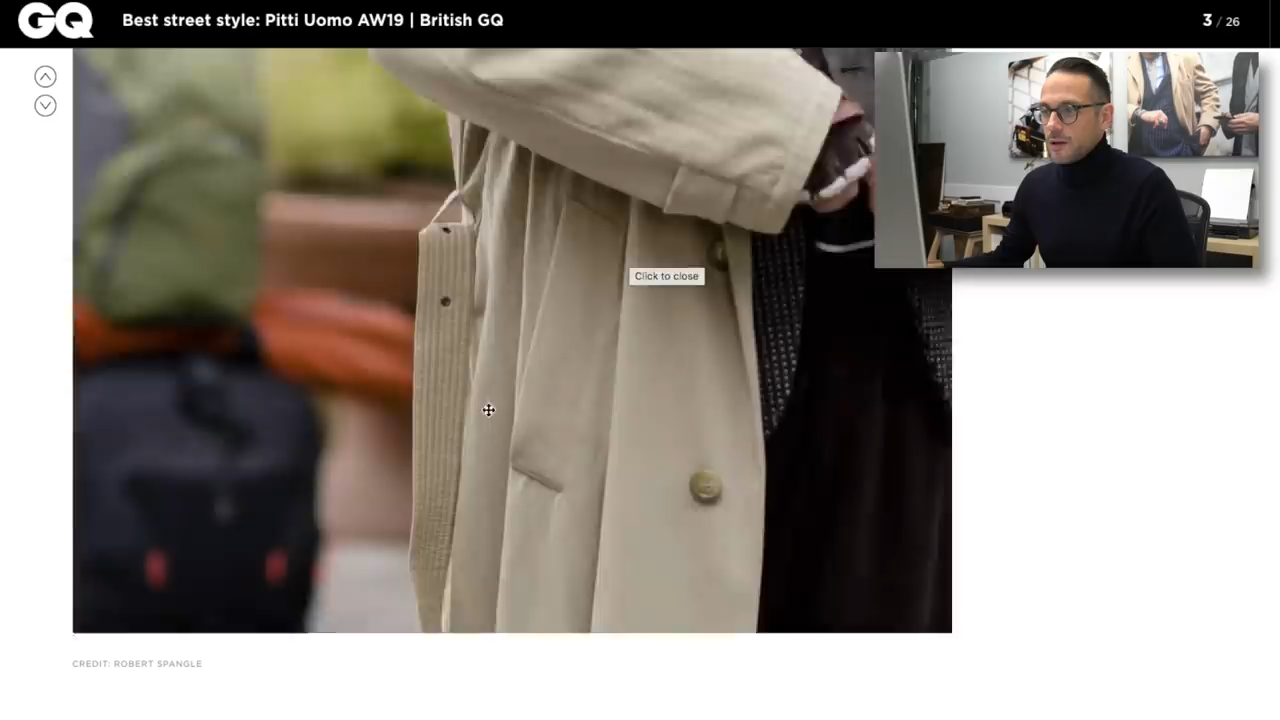 GQ
Best street style: Pitti Uomo AW19 | British GQ
3 / 26
Click to close
CREDIT: ROBERT SPANGLE